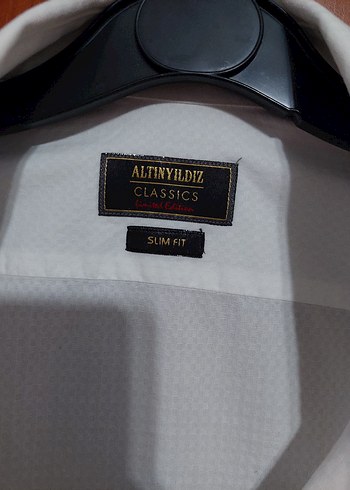 ALTINYILDIZ
CLASSICS
Limited Edition
SLIM FIT